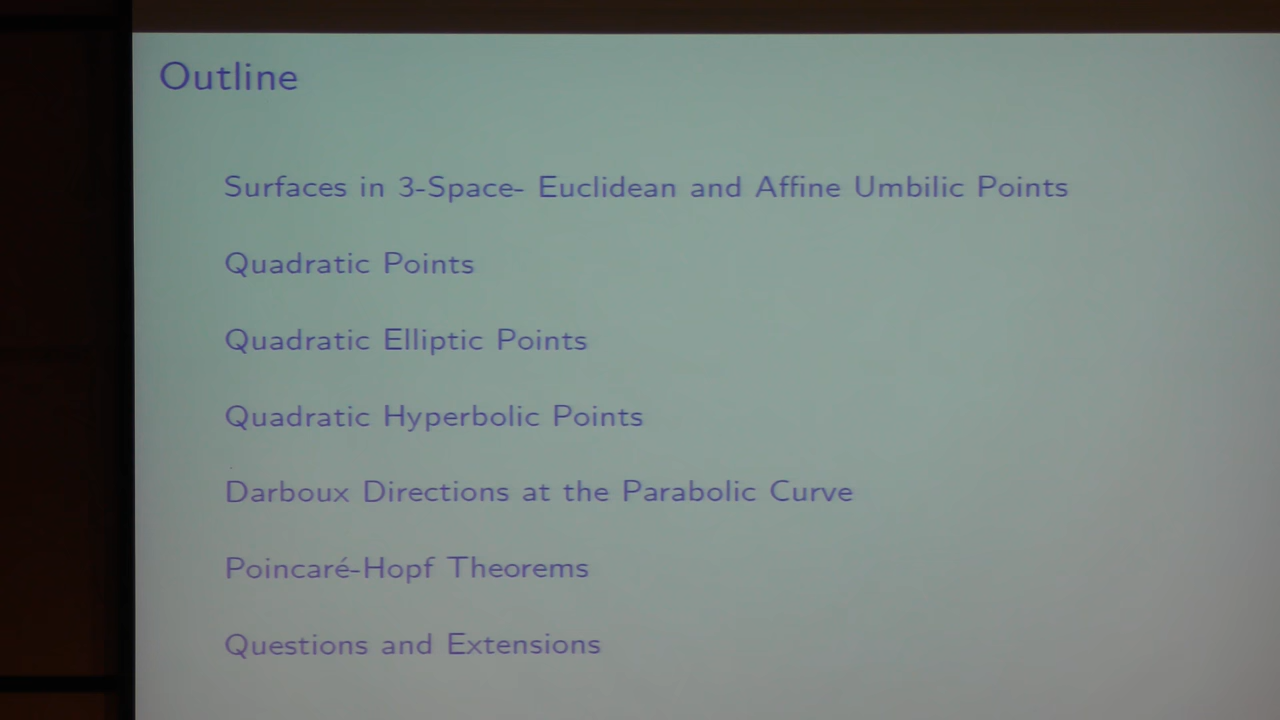 Outline
Surfaces in 3-Space- Euclidean and Affine Umbilic Points
Quadratic Points
Quadratic Elliptic Points
Quadratic Hyperbolic Points
Darboux Directions at the Parabolic Curve
Poincaré-Hopf Theorems
Questions and Extensions